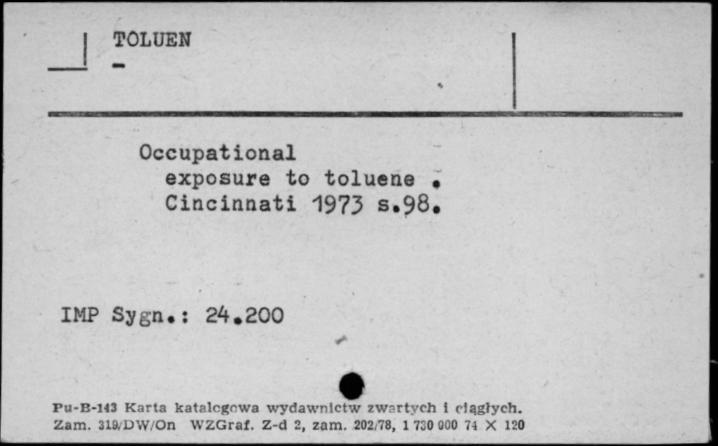 TOLUEN
Occupational
exposure to toluene .
Cincinnati 1973 s.98.
IMP Sygn.: 24.200
Pu-B-143 Karta katalogowa wydawnictw zwartych i ciągłych.
Zam. 319/DW/On WZGraf. Z-d 2, zam. 202/78, 1 730 000 74 X 120